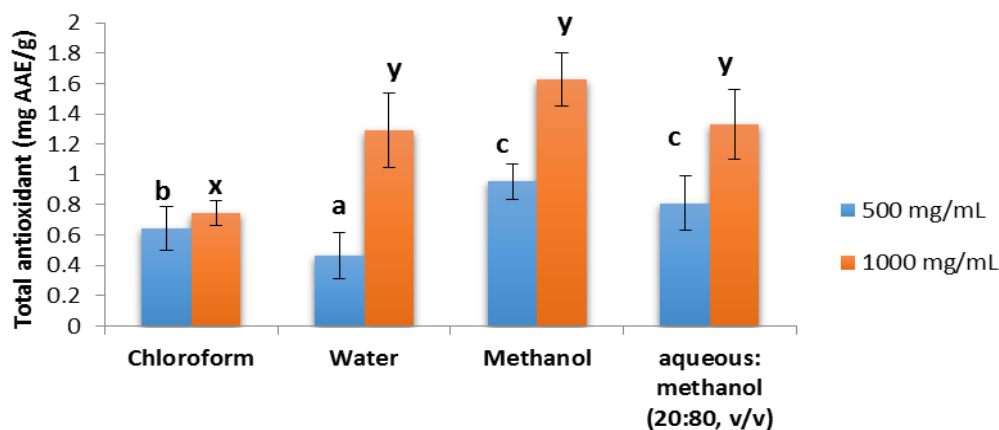 Total antioxidant (mg AAE/g)
2
1.8
1.6
1.4
1.2
1
0.8
0.6
0.4
0.2
0
b
x
a
y
c
y
c
y
Chloroform
Water
Methanol
aqueous:
methanol
(20:80, v/v)
500 mg/mL
1000 mg/mL